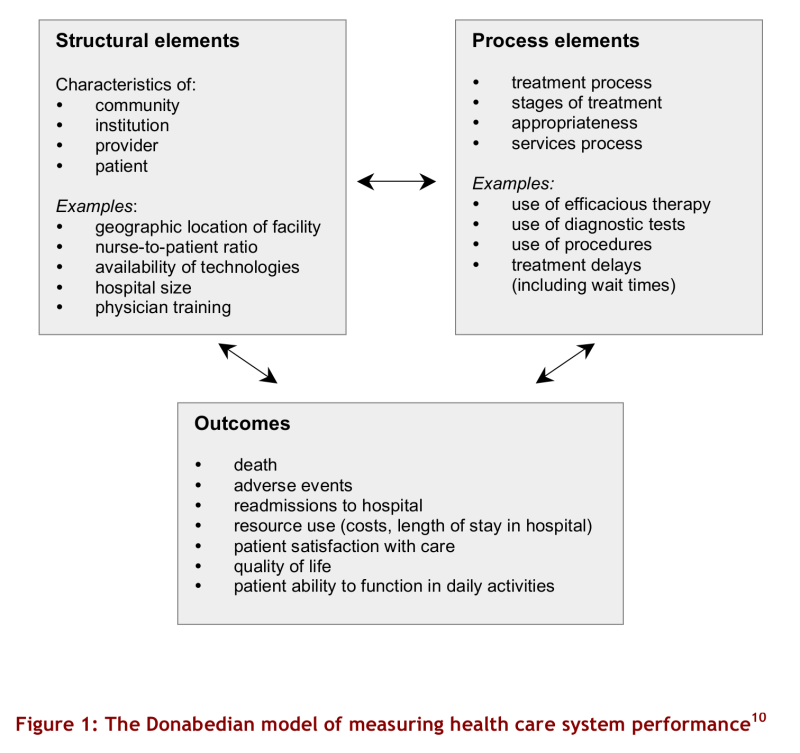 Structural elements
Characteristics of:
• community
• institution
• provider
• patient
Examples:
• geographic location of facility
• nurse-to-patient ratio
• availability of technologies
• hospital size
• physician training
Process elements
• treatment process
• stages of treatment
• appropriateness
• services process
Examples:
• use of efficacious therapy
• use of diagnostic tests
• use of procedures
• treatment delays
(including wait times)
Outcomes
• death
• adverse events
• readmissions to hospital
• resource use (costs, length of stay in hospital)
• patient satisfaction with care
• quality of life
• patient ability to function in daily activities
Figure 1: The Donabedian model of measuring health care system performance10